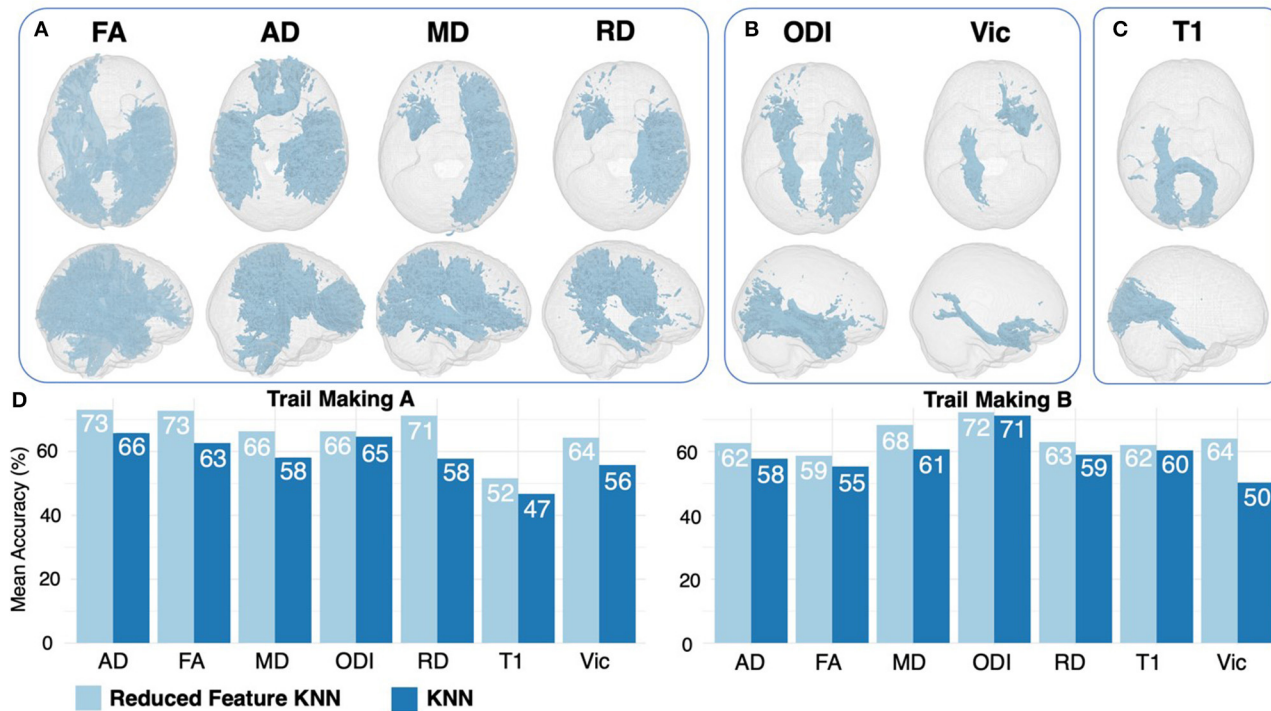 A FA AD MD RD
B ODI Vic
C T1
D
Trail Making A
Mean Accuracy (%)
60
40
20
0
73 66 73 63 66 58 66 65 71 58 52 47 64 56
AD FA MD ODI RD T1 Vic
Trail Making B
60
40
20
0
62 58 59 55 68 61 72 71 63 59 62 60 64 50
AD FA MD ODI RD T1 Vic
Reduced Feature KNN KNN